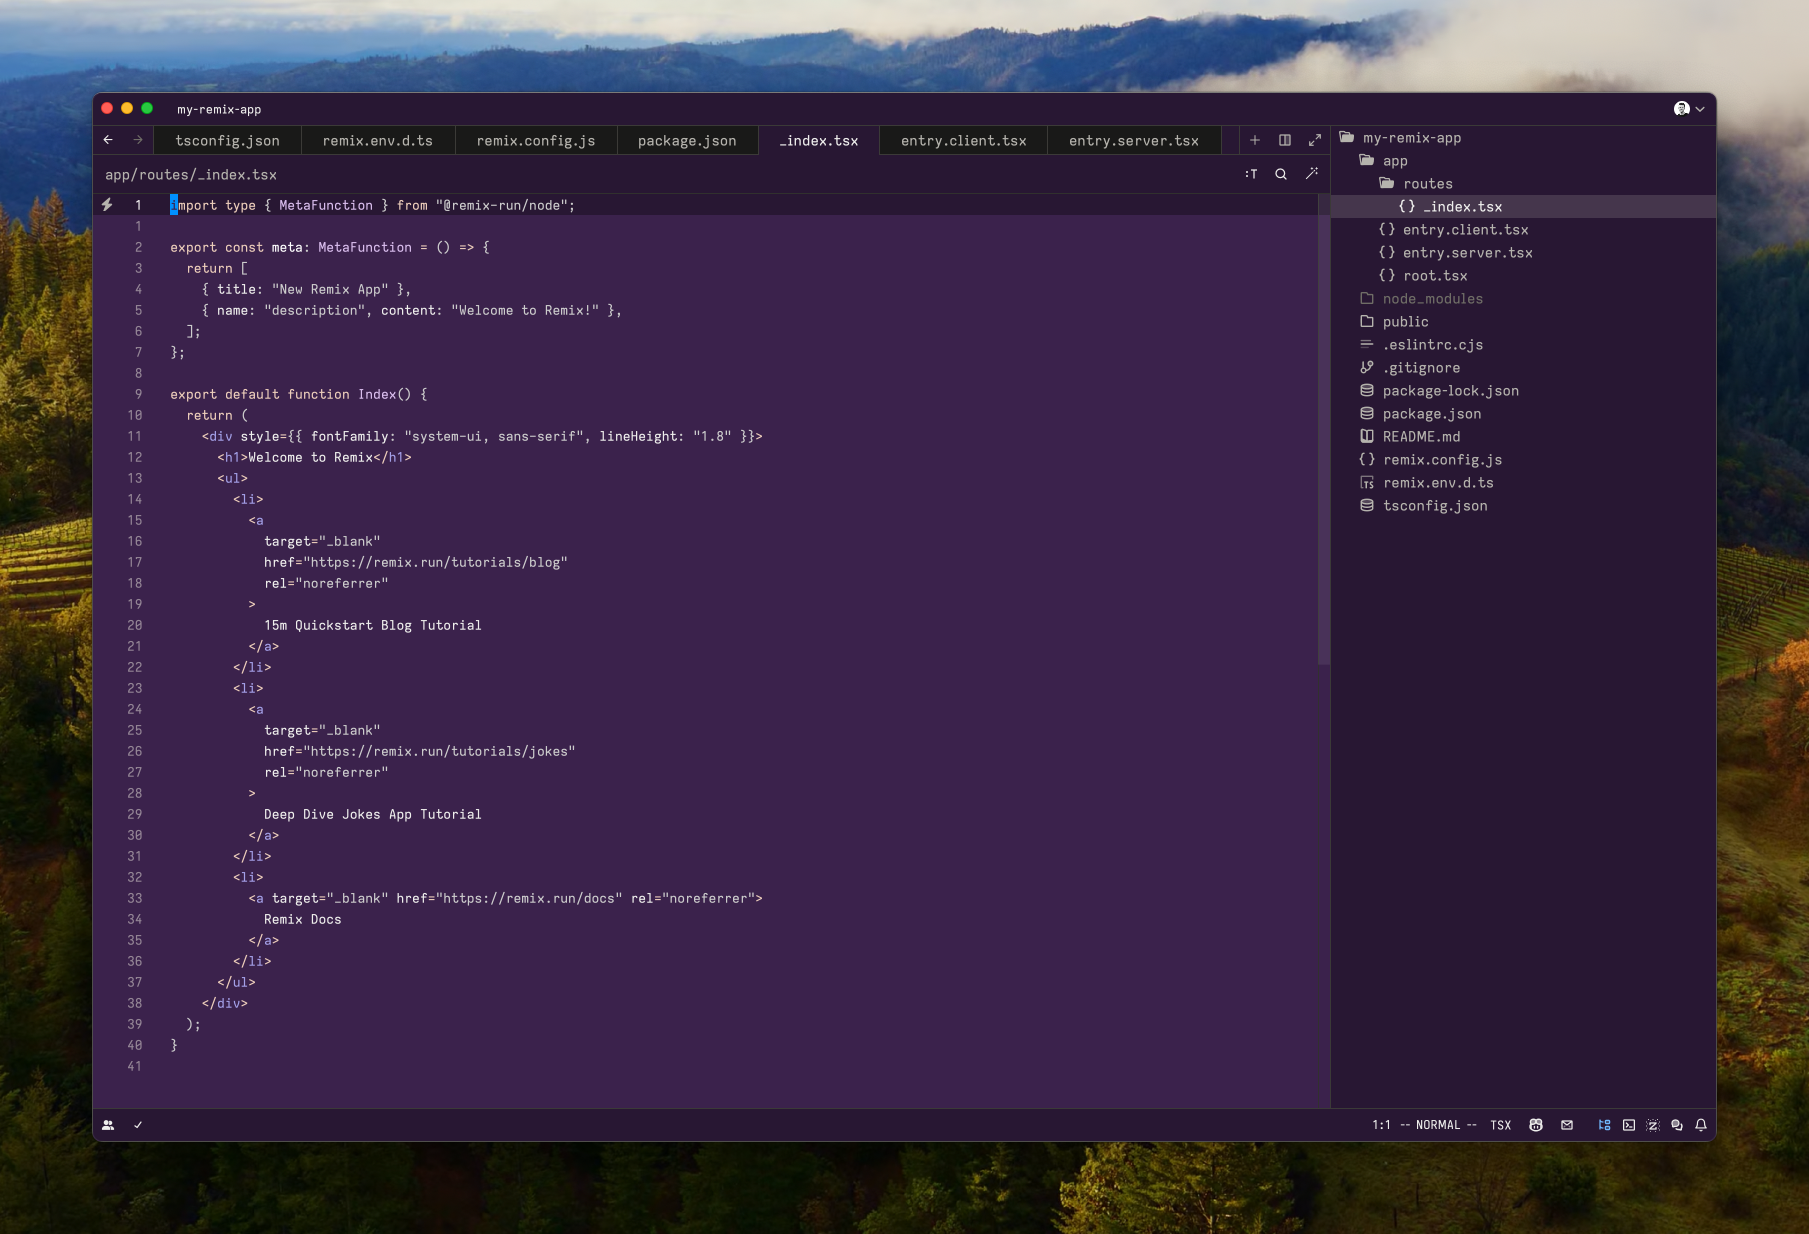 my-remix-app
tsconfig.json
remix.env.d.ts
remix.config.js
package.json
_index.tsx
entry.client.tsx
entry.server.tsx
app/routes/_index.tsx
:T
1 import type { MetaFunction } from "@remix-run/node";
1
2 export const meta: MetaFunction = () => {
3   return [
4     { title: "New Remix App" },
5     { name: "description", content: "Welcome to Remix!" },
6   ];
7 };
8
9 export default function Index() {
10   return (
11     <div style={{ fontFamily: "system-ui, sans-serif", lineHeight: "1.8" }}>
12       <h1>Welcome to Remix</h1>
13       <ul>
14         <li>
15           <a
16             target="_blank"
17             href="https://remix.run/tutorials/blog"
18             rel="noreferrer"
19           >
20             15m Quickstart Blog Tutorial
21           </a>
22         </li>
23         <li>
24           <a
25             target="_blank"
26             href="https://remix.run/tutorials/jokes"
27             rel="noreferrer"
28           >
29             Deep Dive Jokes App Tutorial
30           </a>
31         </li>
32         <li>
33           <a target="_blank" href="https://remix.run/docs" rel="noreferrer">
34             Remix Docs
35           </a>
36         </li>
37       </ul>
38     </div>
39   );
40 }
41
my-remix-app
app
routes
{} _index.tsx
{} entry.client.tsx
{} entry.server.tsx
{} root.tsx
node_modules
public
.eslintrc.cjs
.gitignore
package-lock.json
package.json
README.md
{} remix.config.js
TS remix.env.d.ts
tsconfig.json
1:1 -- NORMAL -- TSX